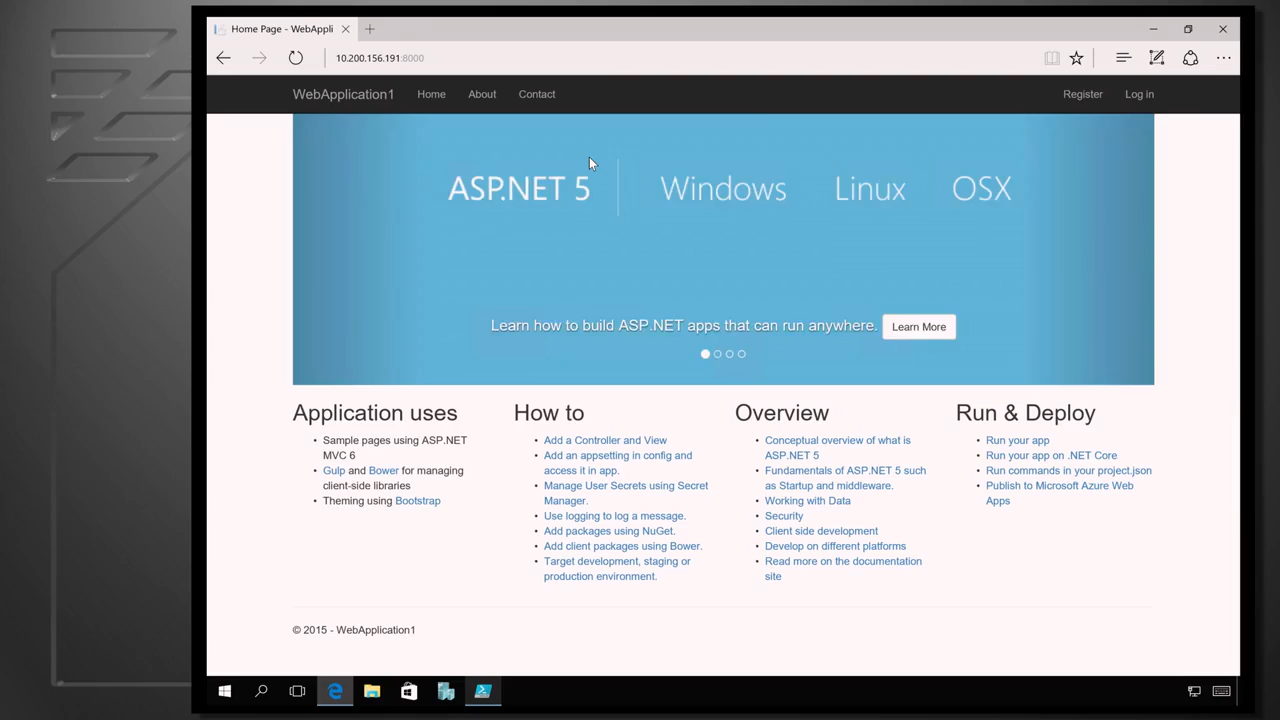 Home Page - WebAppli
10.200.156.191:8000
WebApplication1 Home About Contact Register Log in
ASP.NET 5 Windows Linux OSX
Learn how to build ASP.NET apps that can run anywhere. Learn More
Application uses
• Sample pages using ASP.NET
MVC 6
• Gulp and Bower for managing
client-side libraries
• Theming using Bootstrap
How to
• Add a Controller and View
• Add an appsetting in config and
access it in app.
• Manage User Secrets using Secret
Manager.
• Use logging to log a message.
• Add packages using NuGet.
• Add client packages using Bower.
• Target development, staging or
production environment.
Overview
• Conceptual overview of what is
ASP.NET 5
• Fundamentals of ASP.NET 5 such
as Startup and middleware.
• Working with Data
• Security
• Client side development
• Develop on different platforms
• Read more on the documentation
site
Run & Deploy
• Run your app
• Run your app on .NET Core
• Run commands in your project.json
• Publish to Microsoft Azure Web
Apps
© 2015 - WebApplication1